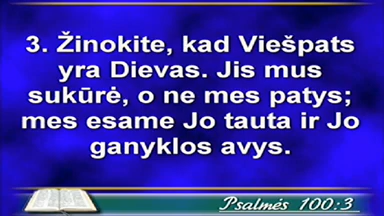 3. Žinokite, kad Viešpats
yra Dievas. Jis mus
sukūrė, o ne mes patys;
mes esame Jo tauta ir Jo
ganyklos avys.
Psalmės 100:3